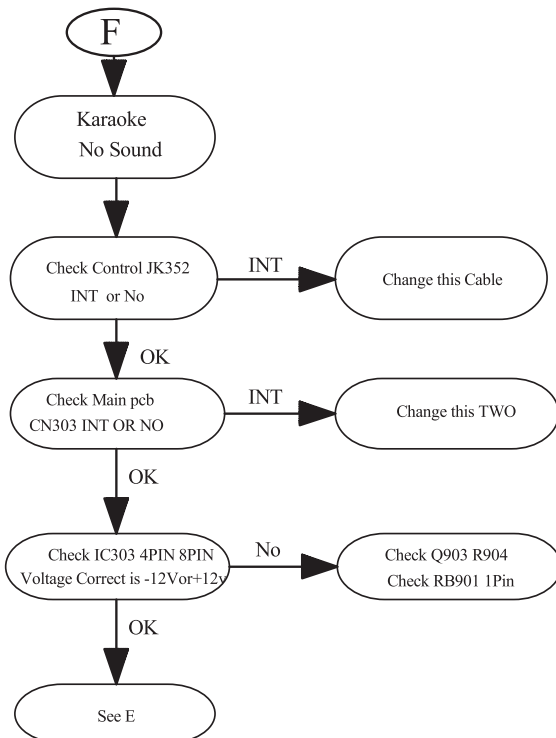 F
Karaoke
No Sound
Check Control JK352
INT or No
INT
Change this Cable
OK
Check Main pcb
CN303 INT OR NO
INT
Change this TWO
OK
Check IC303 4PIN 8PIN
Voltage Correct is -12Vor+12v
No
Check Q903 R904
Check RB901 1Pin
OK
See E